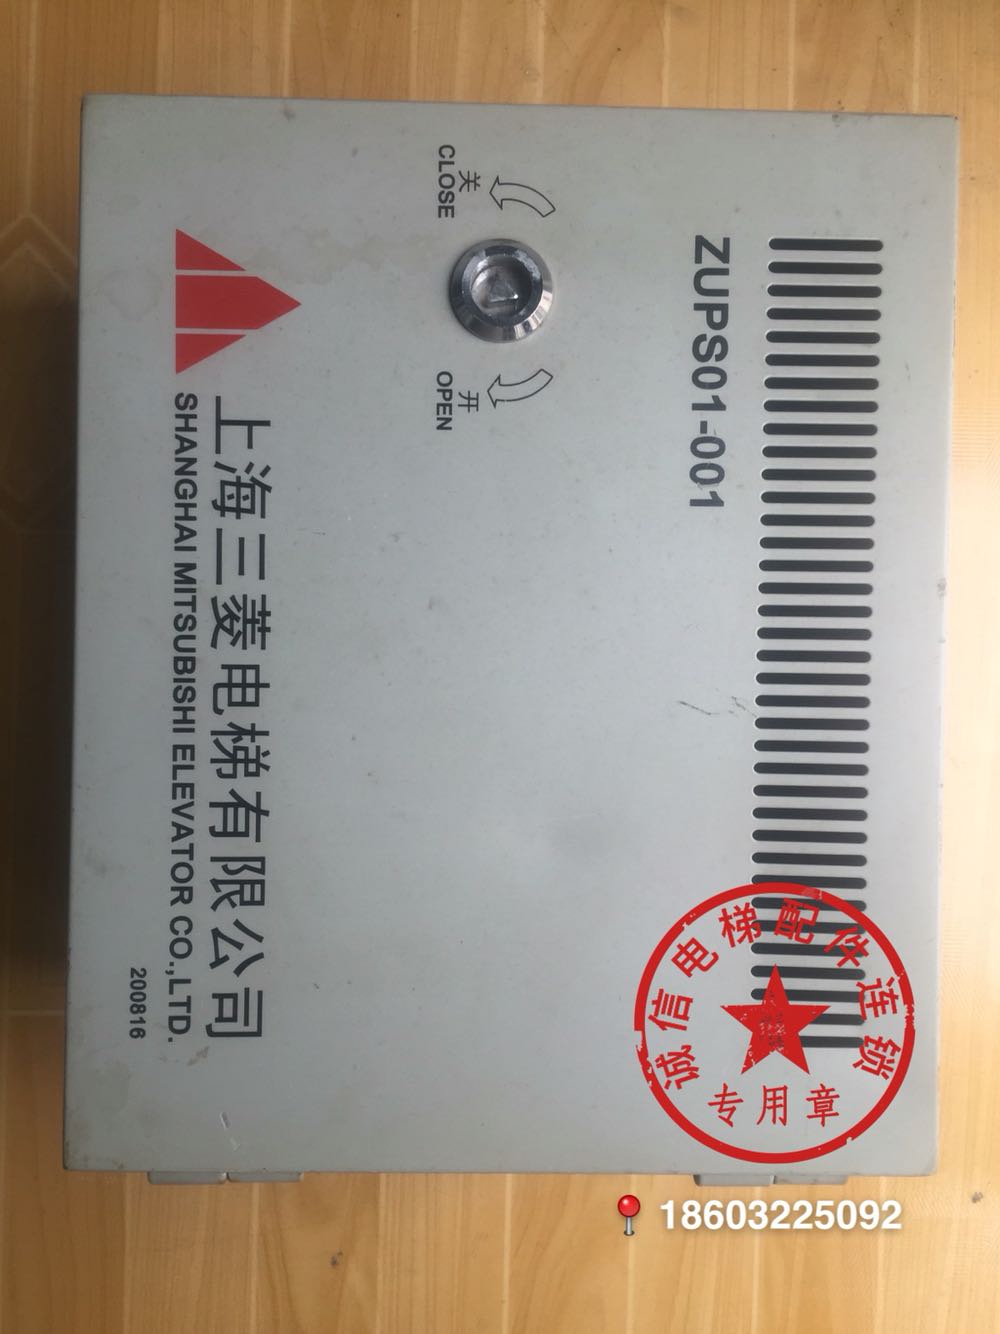 ZUPS01-001
关
CLOSE
开
OPEN
上海三菱电梯有限公司
SHANGHAI MITSUBISHI ELEVATOR CO.,LTD.
200816
诚信电梯配件连锁
专用章
18603225092